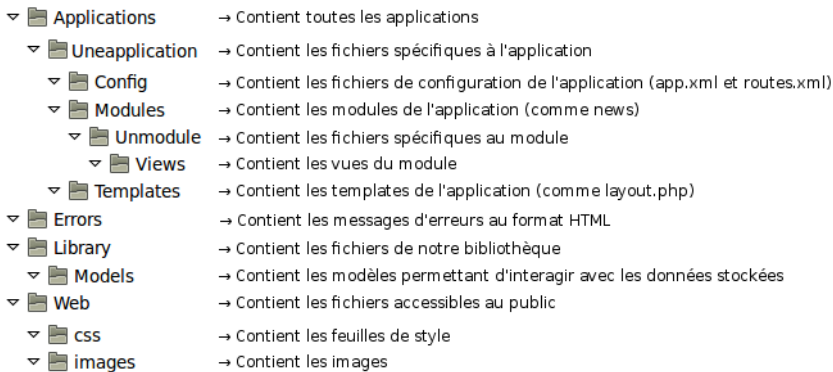 Applications → Contient toutes les applications
Uneapplication → Contient les fichiers spécifiques à l'application
Config → Contient les fichiers de configuration de l'application (app.xml et routes.xml)
Modules → Contient les modules de l'application (comme news)
Unmodule → Contient les fichiers spécifiques au module
Views → Contient les vues du module
Templates → Contient les templates de l'application (comme layout.php)
Errors → Contient les messages d'erreurs au format HTML
Library → Contient les fichiers de notre bibliothèque
Models → Contient les modèles permettant d'interagir avec les données stockées
Web → Contient les fichiers accessibles au public
css → Contient les feuilles de style
images → Contient les images